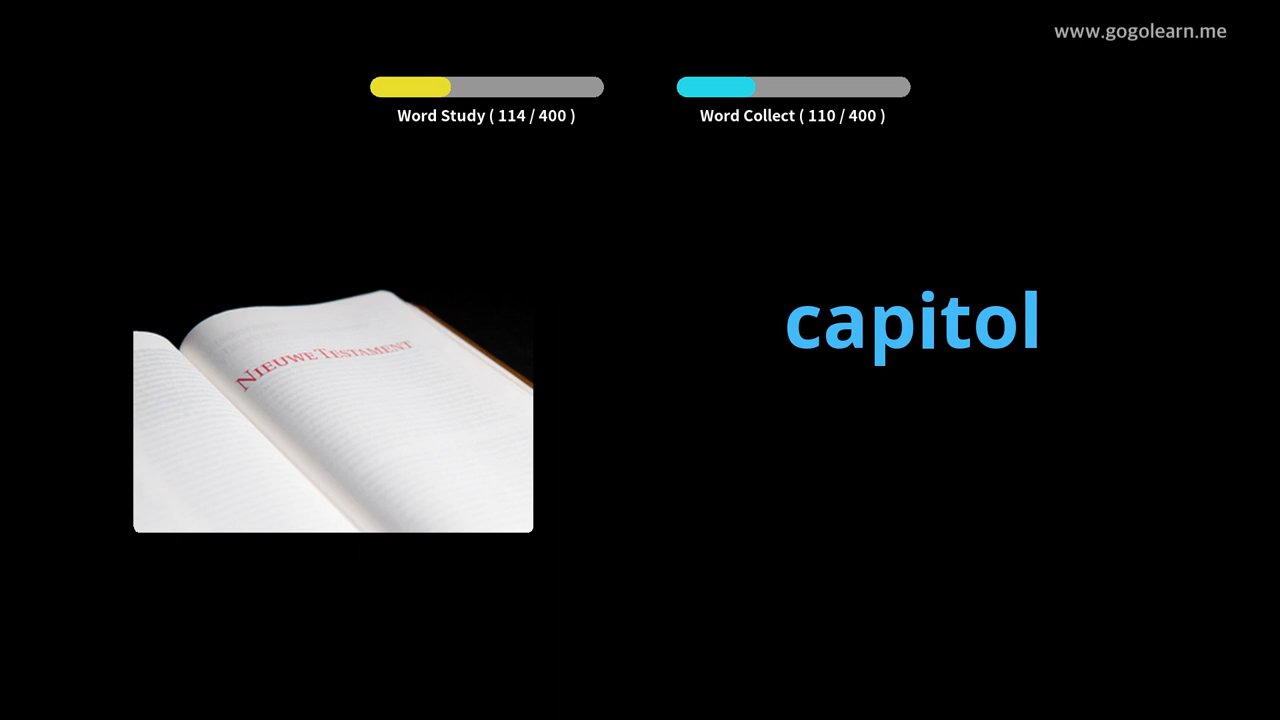 www.gogolearn.me
Word Study ( 114 / 400 )
Word Collect ( 110 / 400 )
capitol
NIEUWE TESTAMENT